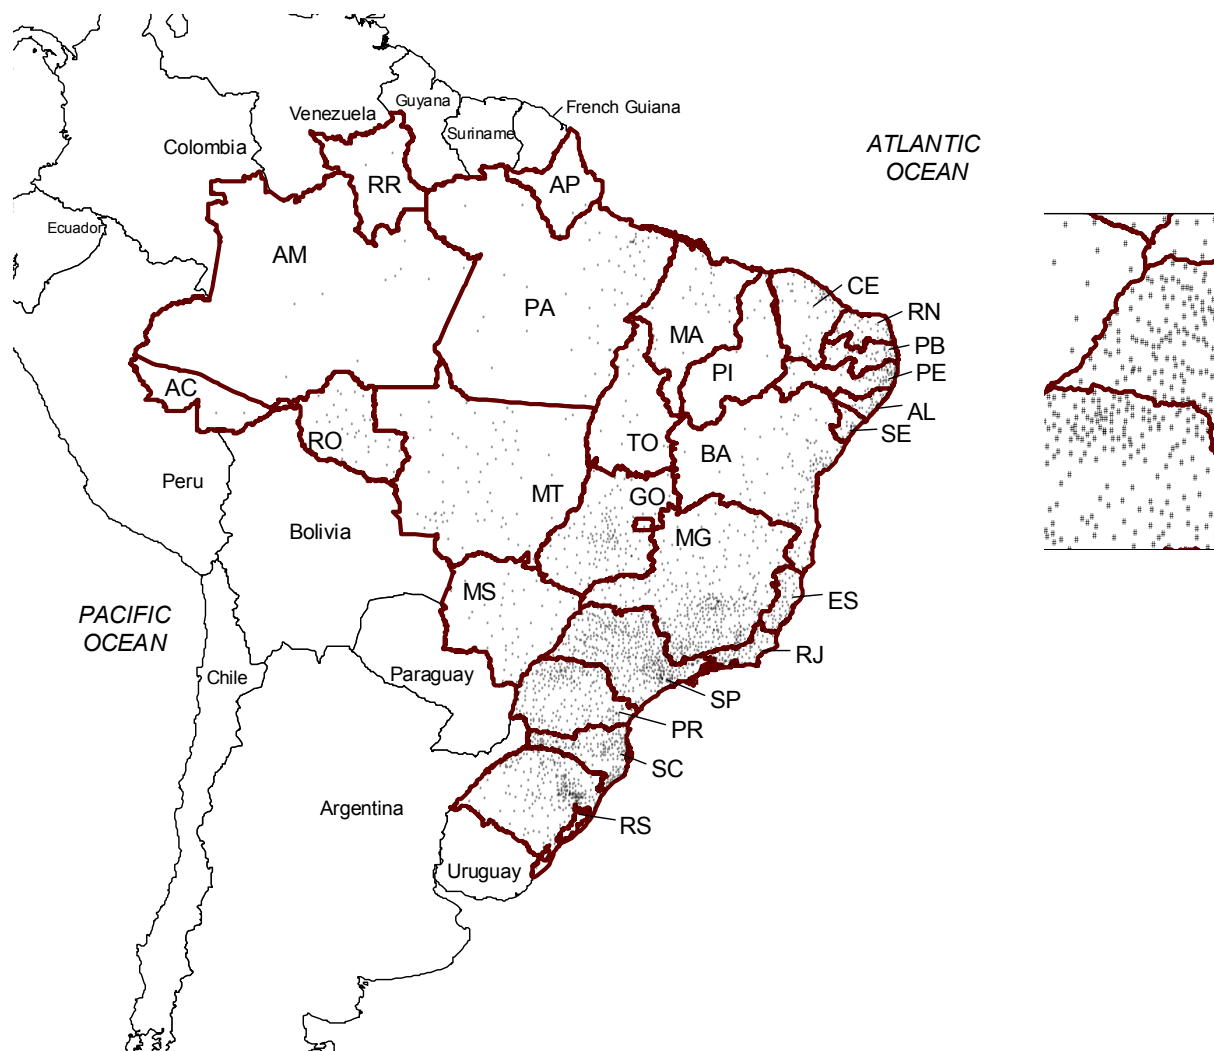 Guyana
French Guiana
Venezuela
Suriname
Colombia
ATLANTIC
OCEAN
RR
AP
Ecuador
AM
CE
PA
RN
MA
PB
PI
PE
AC
AL
RO
TO
SE
BA
Peru
MT
GO
Bolivia
MG
MS
ES
PACIFIC
OCEAN
RJ
Chile
Paraguay
SP
PR
SC
Argentina
RS
Uruguay